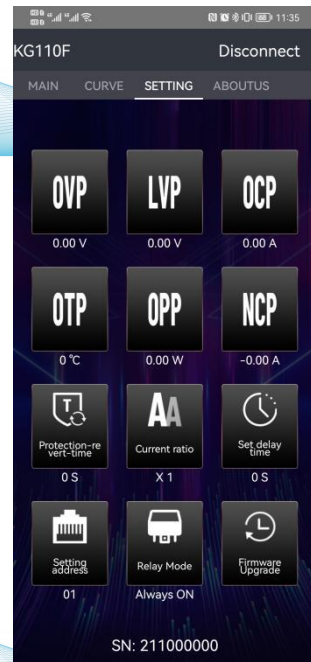 11:35
KG110F Disconnect
MAIN CURVE SETTING ABOUTUS
OVP LVP OCP
0.00 V 0.00 V 0.00 A
OTP OPP NCP
0 ℃ 0.00 W -0.00 A
Protection-re
vert-time
Current ratio
Set delay
time
0 S X 1 0 S
Setting
address
Relay Mode
Firmware
Upgrade
01 Always ON
SN: 211000000